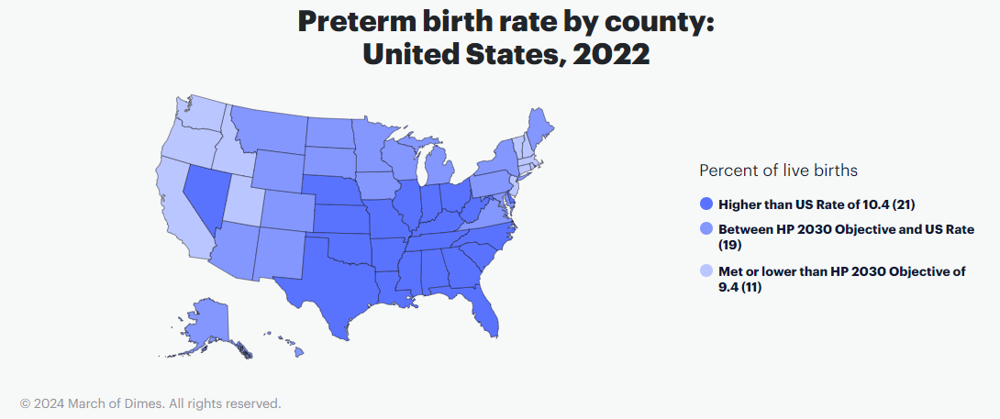 Preterm birth rate by county:
United States, 2022
Percent of live births
Higher than US Rate of 10.4 (21)
Between HP 2030 Objective and US Rate
(19)
Met or lower than HP 2030 Objective of
9.4 (11)
© 2024 March of Dimes. All rights reserved.